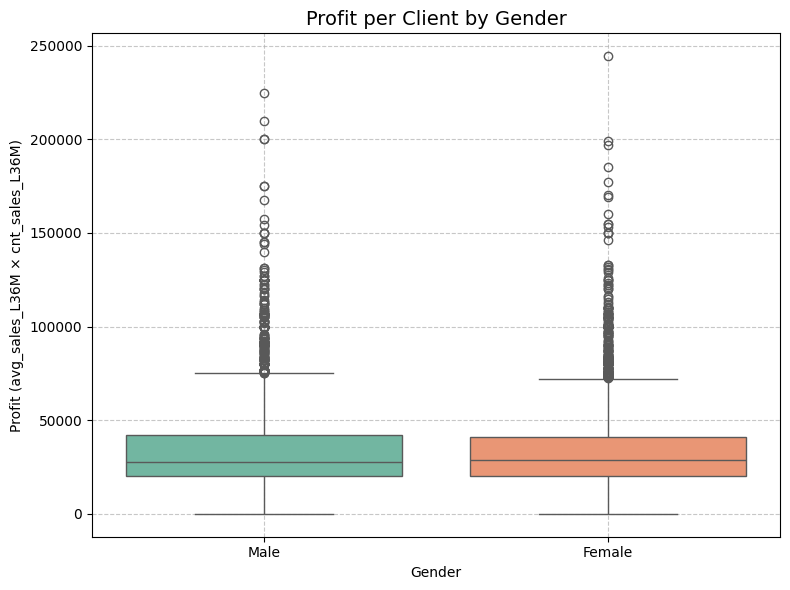 Profit per Client by Gender
Profit (avg_sales_L36M × cnt_sales_L36M)
250000
200000
150000
100000
50000
0
Male
Female
Gender